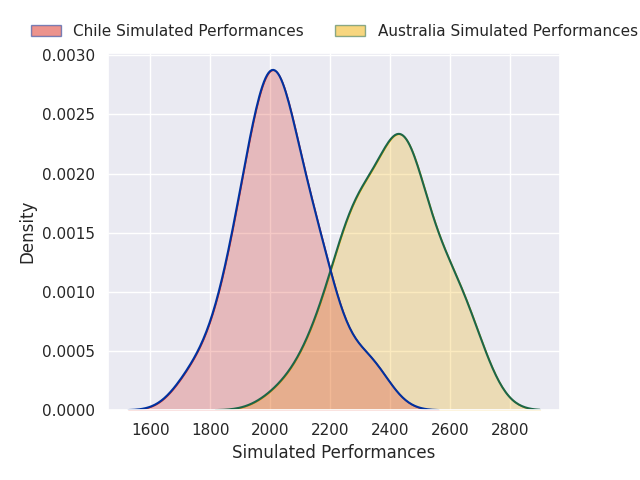 Chile Simulated Performances
Australia Simulated Performances
0.0030
0.0025
0.0020
0.0015
0.0010
0.0005
0.0000
Density
1600 1800 2000 2200 2400 2600 2800
Simulated Performances